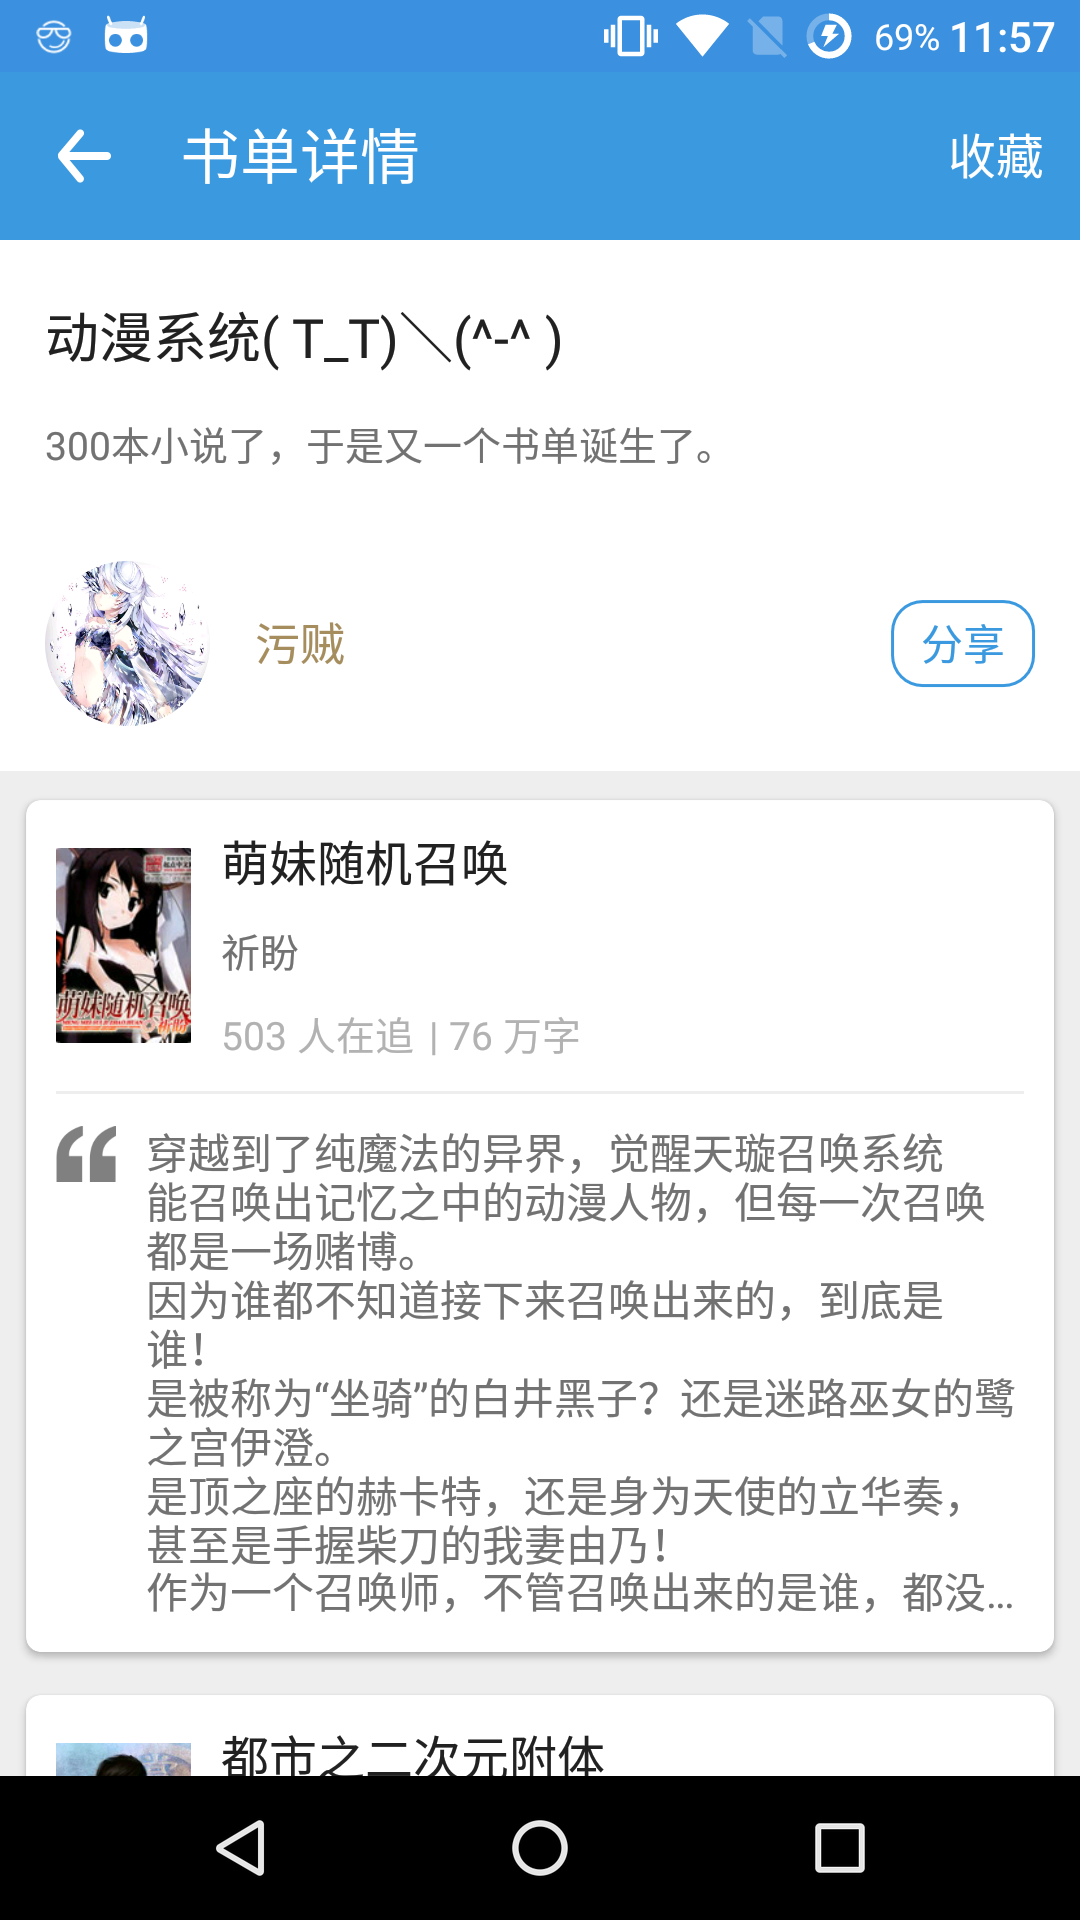 69% 11:57
书单详情
收藏
动漫系统( T_T)＼(^-^ )
300本小说了，于是又一个书单诞生了。
污贼
分享
萌妹随机召唤
祈盼
503 人在追 | 76 万字
萌妹随机召唤
祈盼
穿越到了纯魔法的异界，觉醒天璇召唤系统
能召唤出记忆之中的动漫人物，但每一次召唤
都是一场赌博。
因为谁都不知道接下来召唤出来的，到底是
谁！
是被称为“坐骑”的白井黑子？还是迷路巫女的鹭
之宫伊澄。
是顶之座的赫卡特，还是身为天使的立华奏，
甚至是手握柴刀的我妻由乃！
作为一个召唤师，不管召唤出来的是谁，都没...
都市之二次元附体